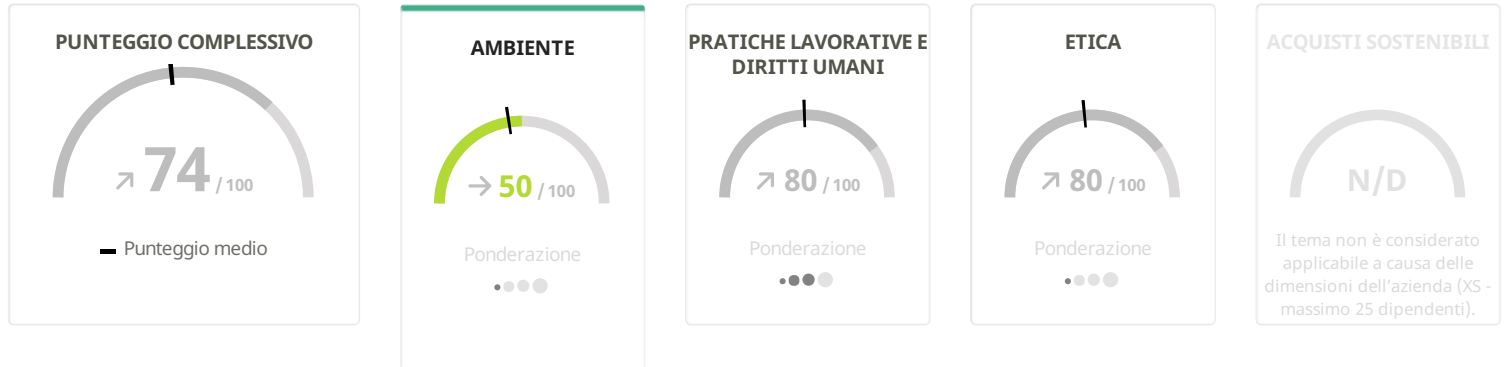 PUNTEGGIO COMPLESSIVO
74 / 100
Punteggio medio
AMBIENTE
50 / 100
Ponderazione
PRATICHE LAVORATIVE E
DIRITTI UMANI
80 / 100
Ponderazione
ETICA
80 / 100
Ponderazione
ACQUISTI SOSTENIBILI
N/D
Il tema non è considerato
applicabile a causa delle
dimensioni dell'azienda (XS -
massimo 25 dipendenti).